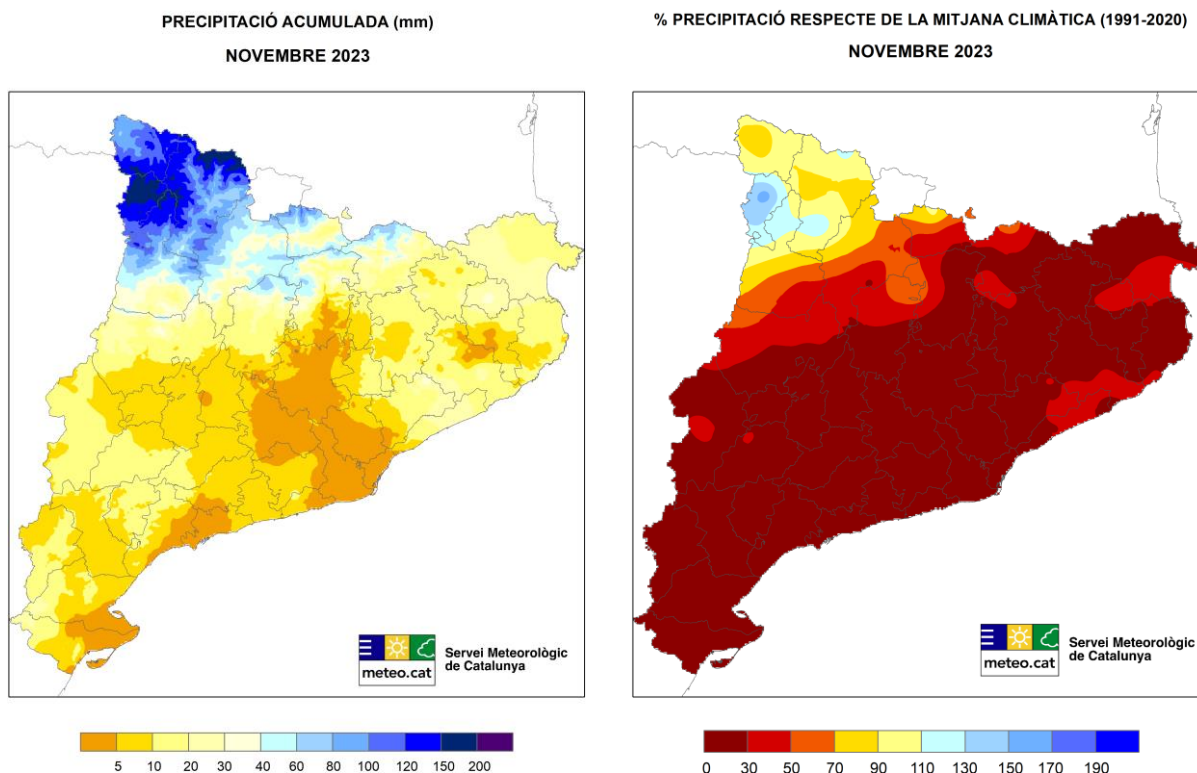 PRECIPITACIÓ ACUMULADA (mm)
NOVEMBRE 2023
meteo.cat
Servei Meteorològic
de Catalunya
5 10 20 30 40 60 80 100 120 150 200
% PRECIPITACIÓ RESPECTE DE LA MITJANA CLIMÀTICA (1991-2020)
NOVEMBRE 2023
meteo.cat
Servei Meteorològic
de Catalunya
0 30 50 70 90 110 130 150 170 190